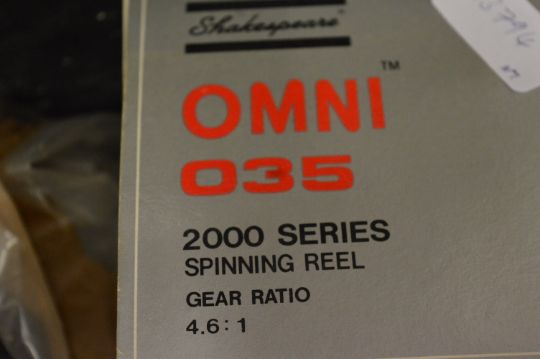 Shakespeare
OMNI™
035
2000 SERIES
SPINNING REEL
GEAR RATIO
4.6:1